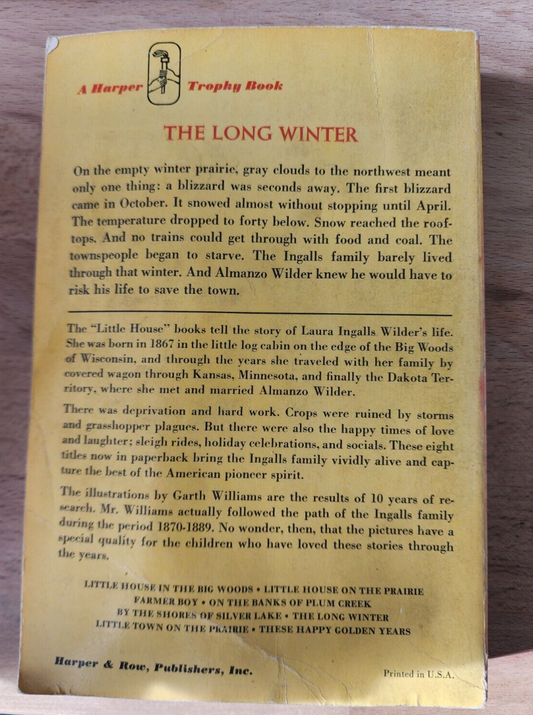 A Harper Trophy Book
THE LONG WINTER
On the empty winter prairie, gray clouds to the northwest meant
only one thing: a blizzard was seconds away. The first blizzard
came in October. It snowed almost without stopping until April.
The temperature dropped to forty below. Snow reached the roof-
tops. And no trains could get through with food and coal. The
townspeople began to starve. The Ingalls family barely lived
through that winter. And Almanzo Wilder knew he would have to
risk his life to save the town.
The "Little House" books tell the story of Laura Ingalls Wilder's life.
She was born in 1867 in the little log cabin on the edge of the Big Woods
of Wisconsin, and through the years she traveled with her family by
covered wagon through Kansas, Minnesota, and finally the Dakota Ter-
ritory, where she met and married Almanzo Wilder.
There was deprivation and hard work. Crops were ruined by storms
and grasshopper plagues. But there were also the happy times of love
and laughter; sleigh rides, holiday celebrations, and socials. These eight
titles now in paperback bring the Ingalls family vividly alive and cap-
ture the best of the American pioneer spirit.
The illustrations by Garth Williams are the results of 10 years of re-
search. Mr. Williams actually followed the path of the Ingalls family
during the period 1870-1889. No wonder, then, that the pictures have a
special quality for the children who have loved these stories through
the years.
LITTLE HOUSE IN THE BIG WOODS • LITTLE HOUSE ON THE PRAIRIE
FARMER BOY • ON THE BANKS OF PLUM CREEK
BY THE SHORES OF SILVER LAKE • THE LONG WINTER
LITTLE TOWN ON THE PRAIRIE • THESE HAPPY GOLDEN YEARS
Harper & Row, Publishers, Inc.
Printed in U.S.A.